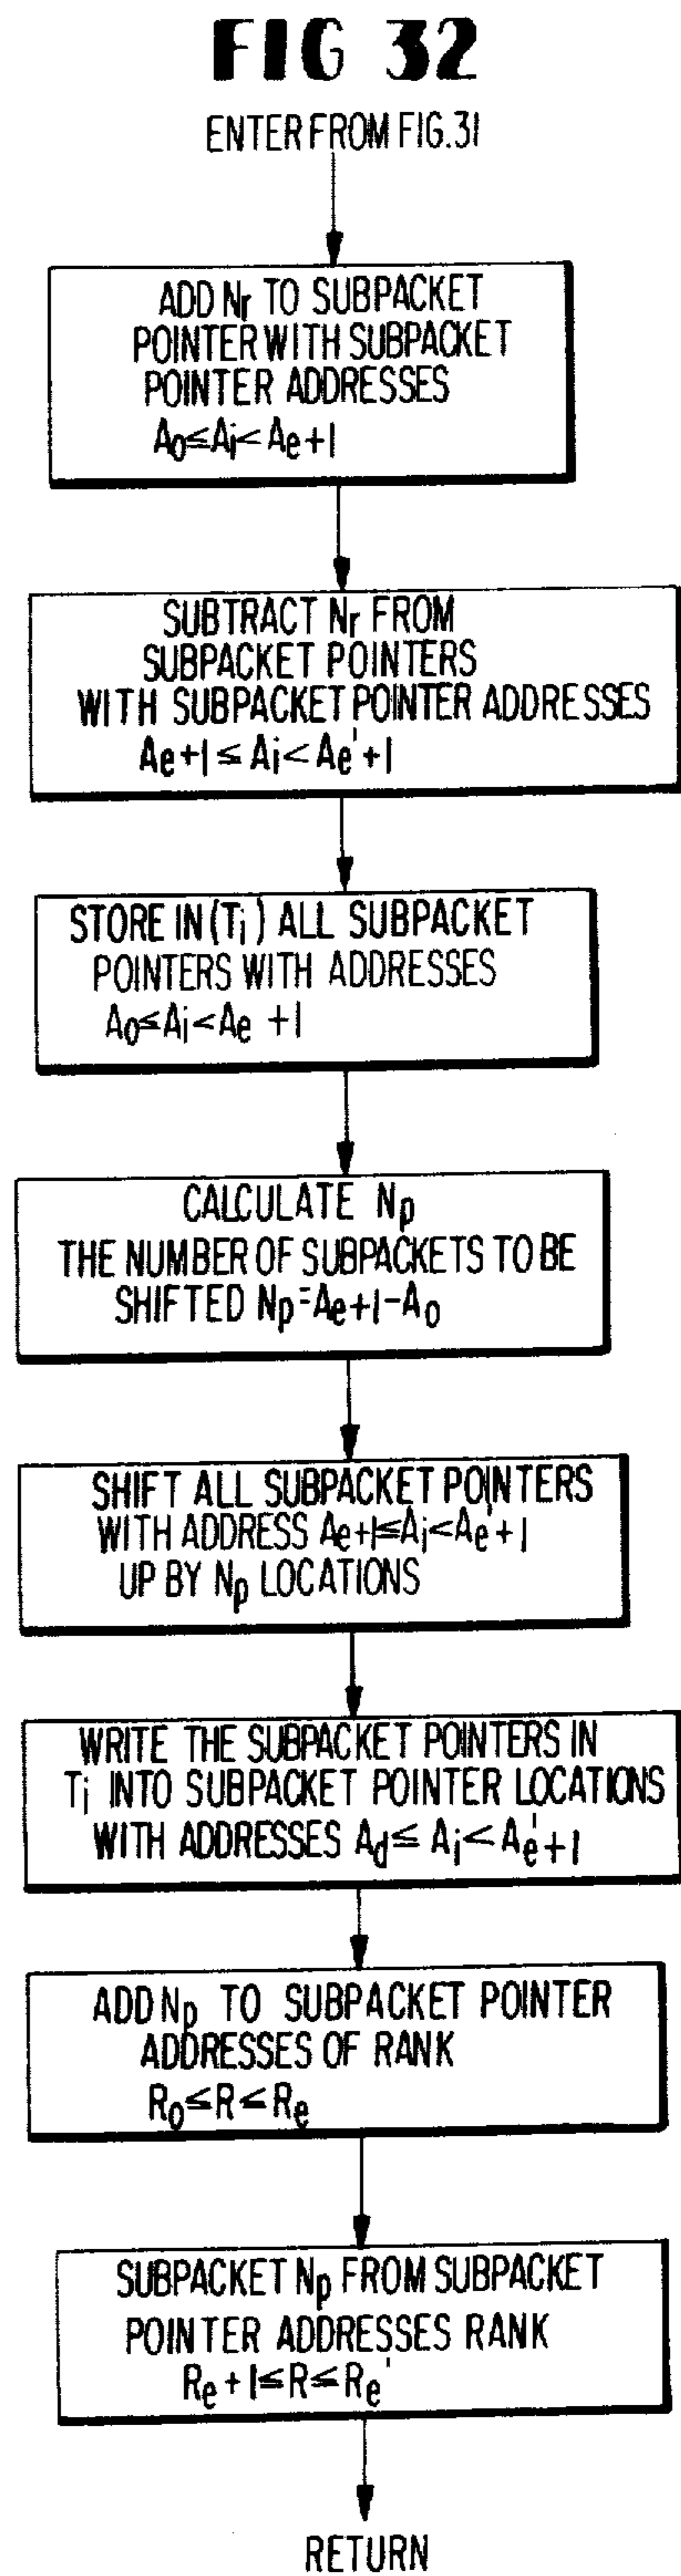 FIG 32
ENTER FROM FIG.31
ADD Nr TO SUBPACKET
POINTER WITH SUBPACKET
POINTER ADDRESSES
Ao≤Ai<Ae+1
SUBTRACT Nr FROM
SUBPACKET POINTERS
WITH SUBPACKET POINTER ADDRESSES
Ae+1≤Ai<Ae'+1
STORE IN (Ti) ALL SUBPACKET
POINTERS WITH ADDRESSES
Ao≤Ai<Ae +1
CALCULATE Np
THE NUMBER OF SUBPACKETS TO BE
SHIFTED Np=Ae+1-Ao
SHIFT ALL SUBPACKET POINTERS
WITH ADDRESS Ae+1≤Ai<Ae'+1
UP BY Np LOCATIONS
WRITE THE SUBPACKET POINTERS IN
Ti INTO SUBPACKET POINTER LOCATIONS
WITH ADDRESSES Ad≤Ai<Ae'+1
ADD Np TO SUBPACKET POINTER
ADDRESSES OF RANK
Ro≤R≤Re
SUBPACKET Np FROM SUBPACKET
POINTER ADDRESSES RANK
Re+1≤R≤Re'
RETURN